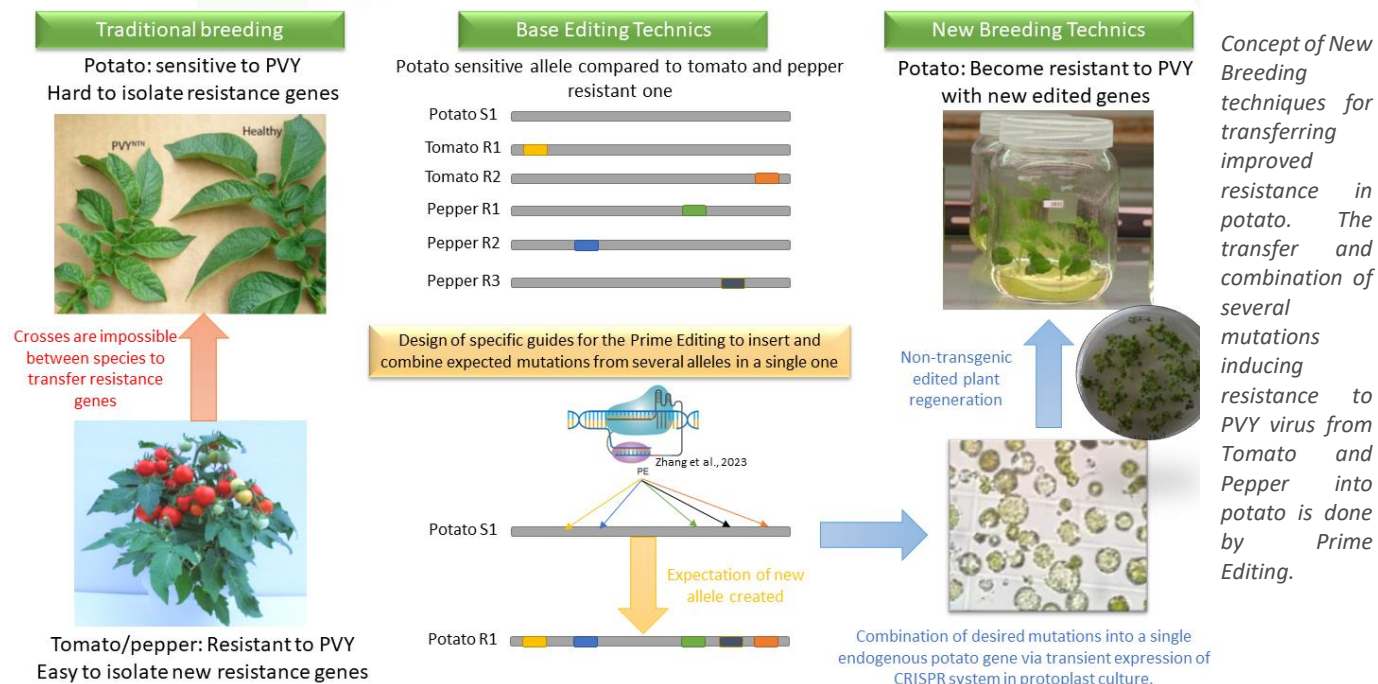 Traditional breeding
Potato: sensitive to PVY
Hard to isolate resistance genes
PVYᴺᵀᴺ
Healthy
Crosses are impossible
between species to
transfer resistance
genes
Tomato/pepper: Resistant to PVY
Easy to isolate new resistance genes
Base Editing Technics
Potato sensitive allele compared to tomato and pepper
resistant one
Potato S1
Tomato R1
Tomato R2
Pepper R1
Pepper R2
Pepper R3
Design of specific guides for the Prime Editing to insert and
combine expected mutations from several alleles in a single one
Zhang et al., 2023
PE
Potato S1
Expectation of new
allele created
Potato R1
New Breeding Technics
Potato: Become resistant to PVY
with new edited genes
Non-transgenic
edited plant
regeneration
Combination of desired mutations into a single
endogenous potato gene via transient expression of
CRISPR system in protoplast culture.
Concept of New
Breeding
techniques for
transferring
improved
resistance in
potato. The
transfer and
combination of
several
mutations
inducing
resistance to
PVY virus from
Tomato and
Pepper into
potato is done
by Prime
Editing.